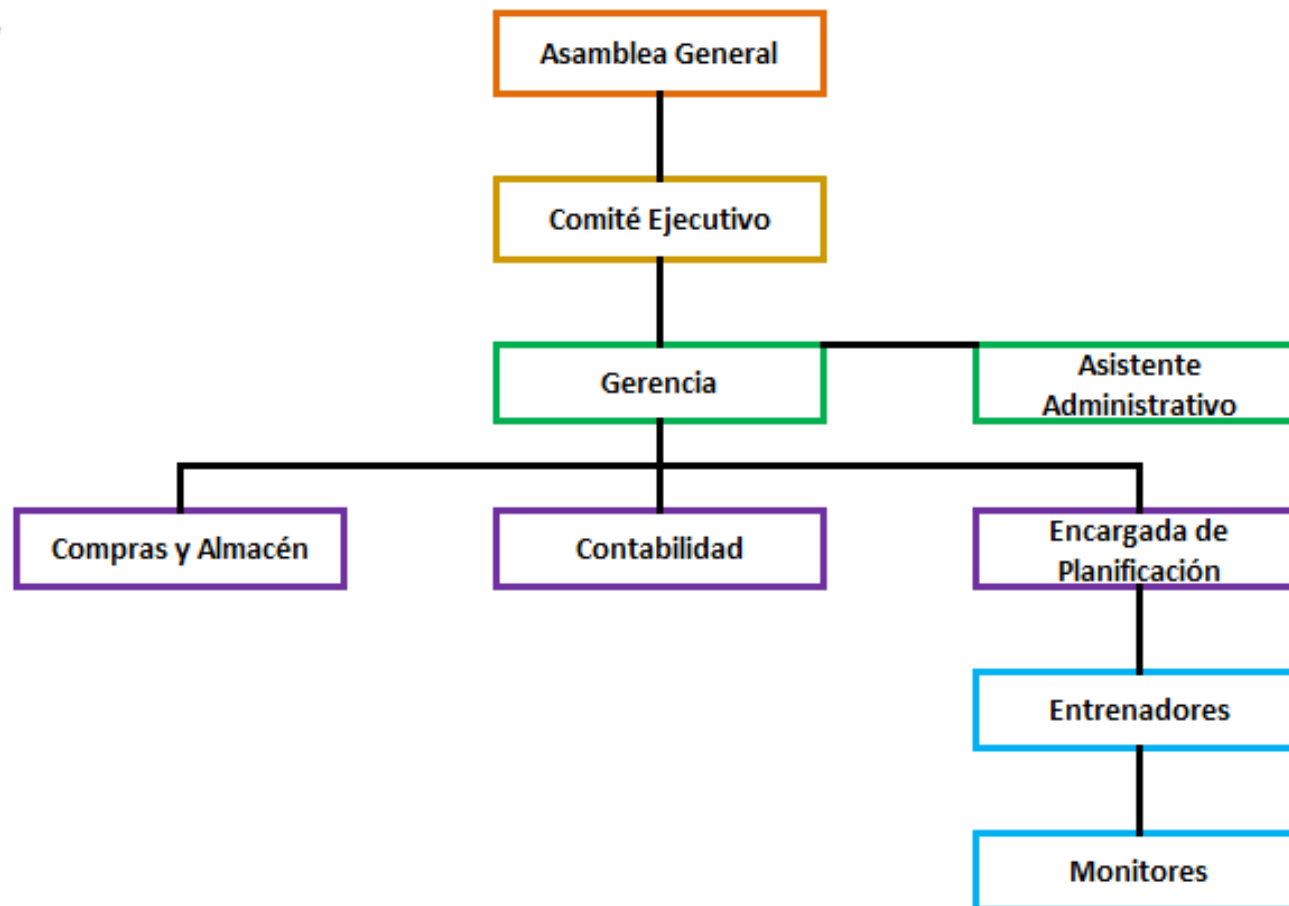 Asamblea General
Comité Ejecutivo
Gerencia
Asistente
Administrativo
Compras y Almacén
Contabilidad
Encargada de
Planificación
Entrenadores
Monitores